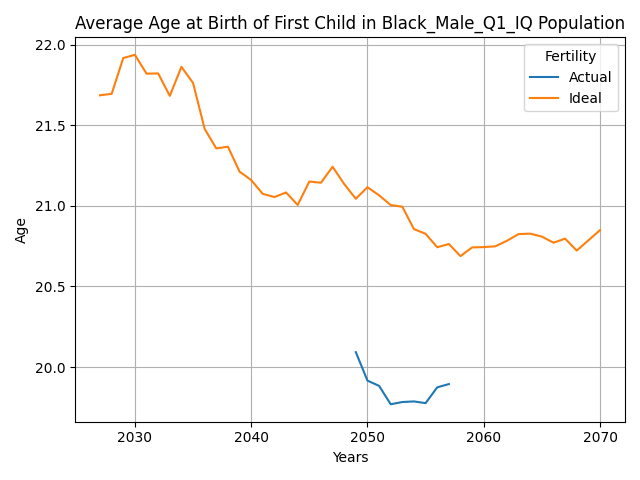 Average Age at Birth of First Child in Black_Male_Q1_IQ Population
Fertility
Actual
Ideal
Age
22.0
21.5
21.0
20.5
20.0
2030
2040
2050
2060
2070
Years